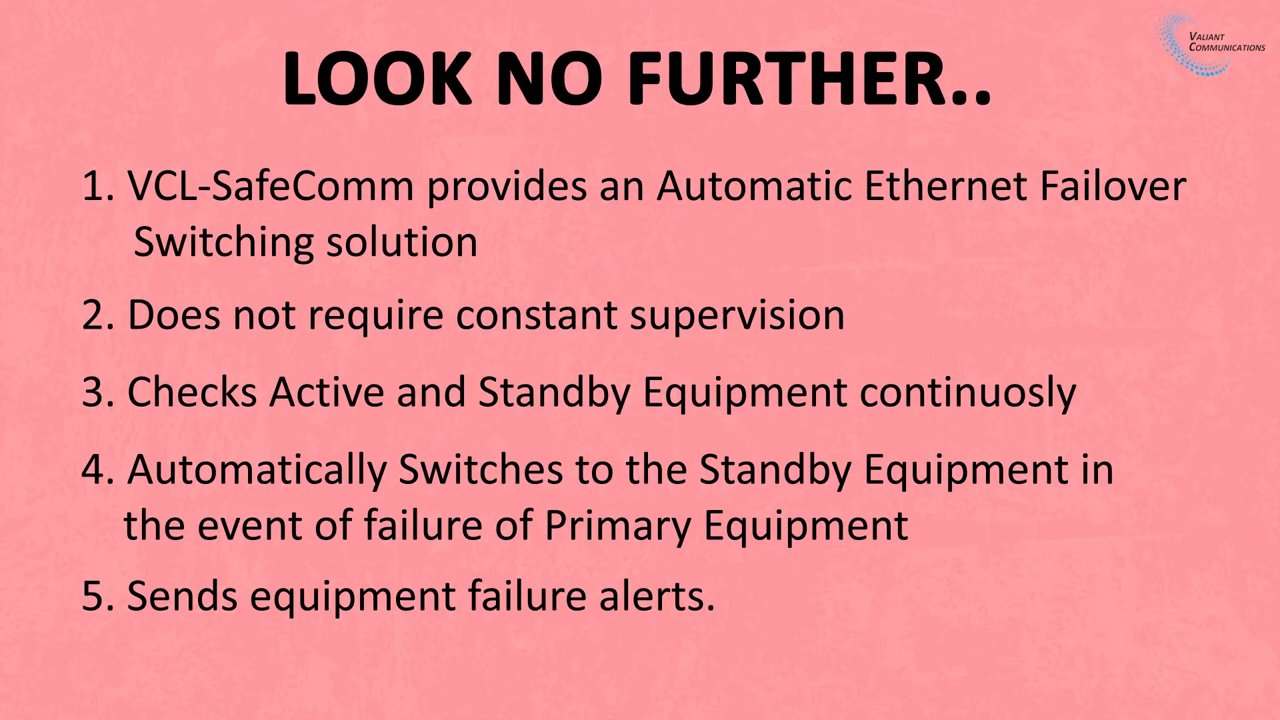 VALIANT
COMMUNICATIONS
LOOK NO FURTHER..
1. VCL-SafeComm provides an Automatic Ethernet Failover
Switching solution
2. Does not require constant supervision
3. Checks Active and Standby Equipment continuosly
4. Automatically Switches to the Standby Equipment in
the event of failure of Primary Equipment
5. Sends equipment failure alerts.